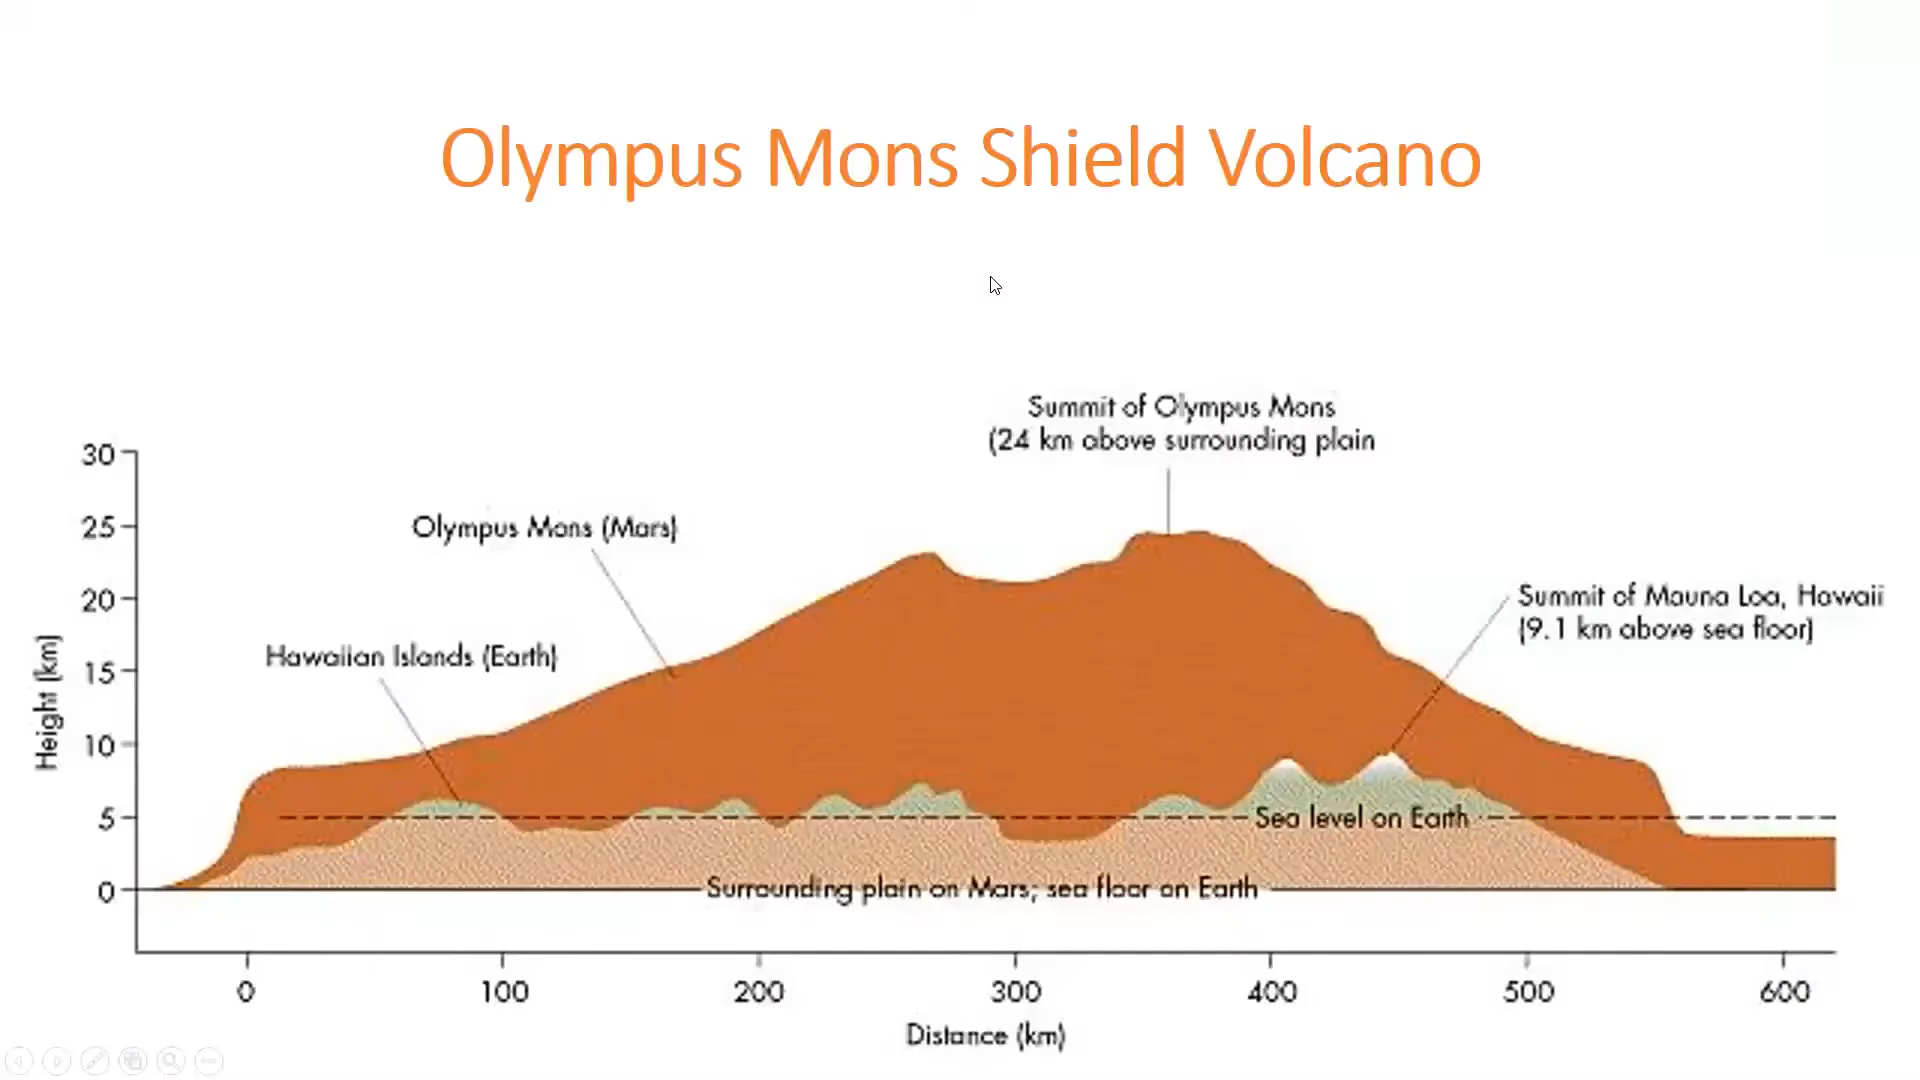 Olympus Mons Shield Volcano
Summit of Olympus Mons
(24 km above surrounding plain
Olympus Mons (Mars)
Summit of Mauna Loa, Hawaii
(9.1 km above sea floor)
Hawaiian Islands (Earth)
Height (km)
30
25
20
15
10
5
0
Sea level on Earth
Surrounding plain on Mars; sea floor on Earth
0 100 200 300 400 500 600
Distance (km)